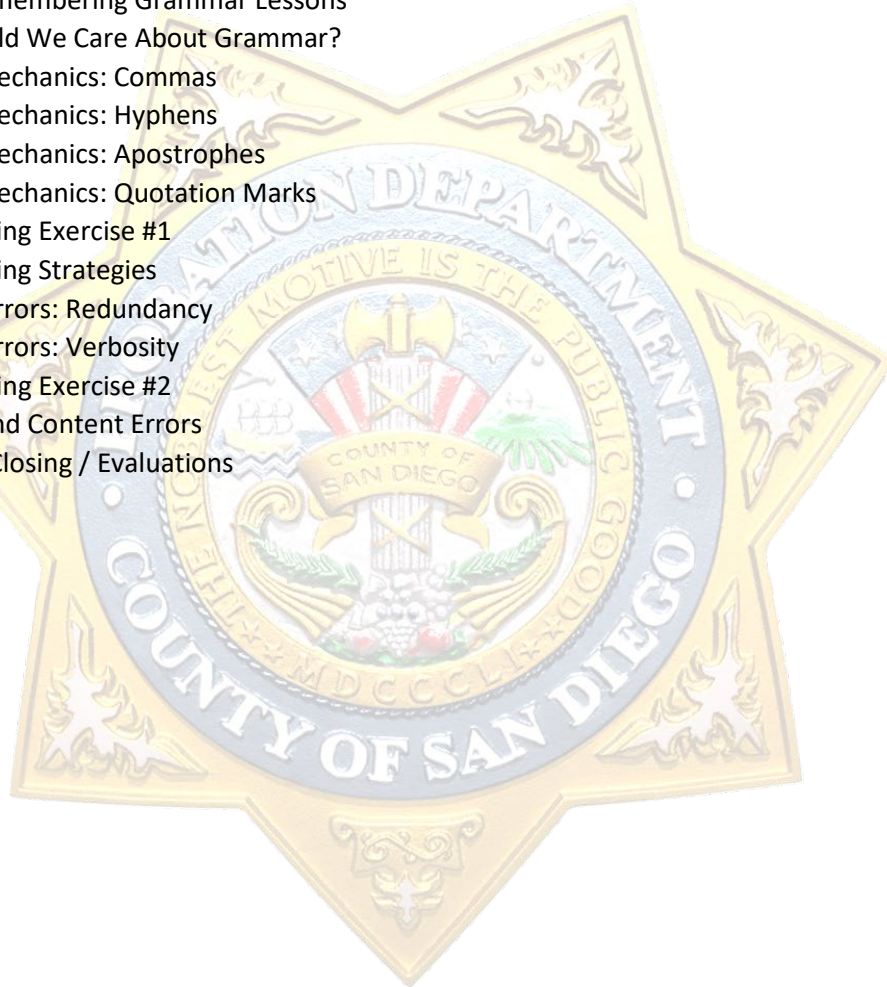 membering Grammar Lessons
ld We Care About Grammar?
echanics: Commas
echanics: Hyphens
echanics: Apostrophes
echanics: Quotation Marks
ing Exercise #1
ing Strategies
rrors: Redundancy
rrors: Verbosity
ing Exercise #2
nd Content Errors
Closing / Evaluations
DEPARTMENT
THE NOBLEST MOTIVE IS THE PUBLIC GOOD
COUNTY OF
SAN DIEGO
MDCCCLI
COUNTY OF SAN DIEGO